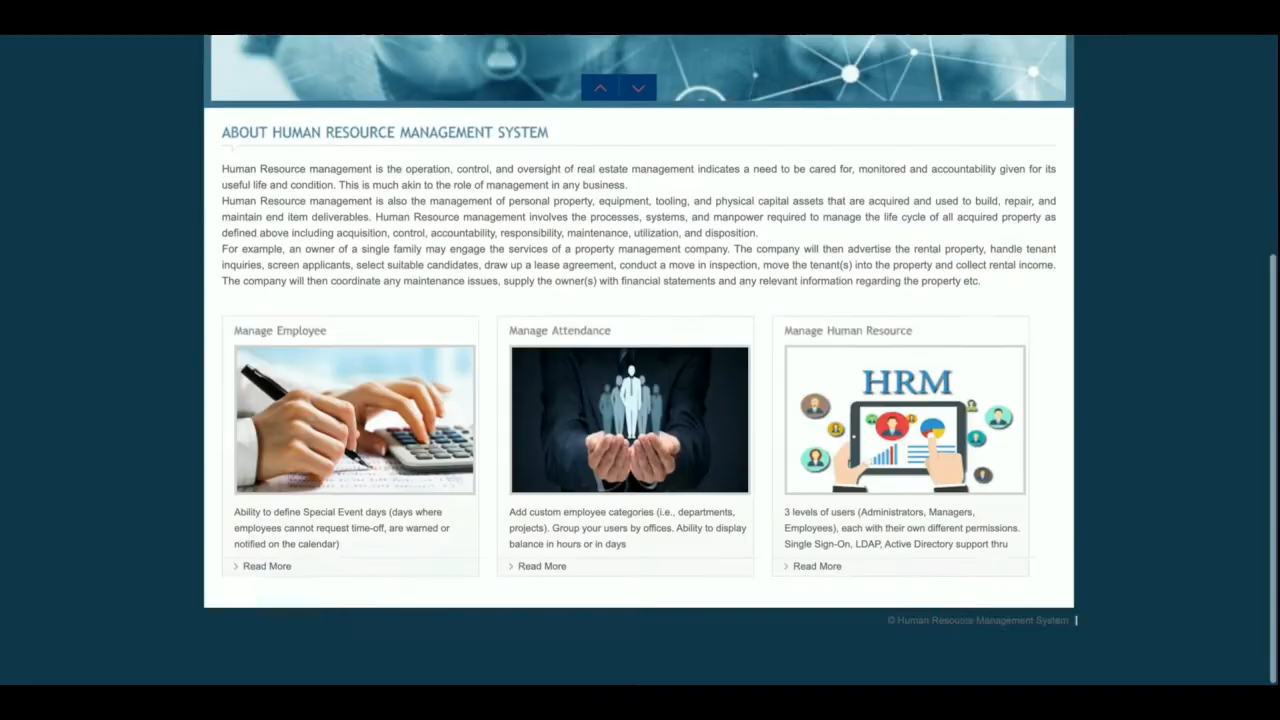 ABOUT HUMAN RESOURCE MANAGEMENT SYSTEM
Human Resource management is the operation, control, and oversight of real estate management indicates a need to be cared for, monitored and accountability given for its
useful life and condition. This is much akin to the role of management in any business.
Human Resource management is also the management of personal property, equipment, tooling, and physical capital assets that are acquired and used to build, repair, and
maintain end item deliverables. Human Resource management involves the processes, systems, and manpower required to manage the life cycle of all acquired property as
defined above including acquisition, control, accountability, responsibility, maintenance, utilization, and disposition.
For example, an owner of a single family may engage the services of a property management company. The company will then advertise the rental property, handle tenant
inquiries, screen applicants, select suitable candidates, draw up a lease agreement, conduct a move in inspection, move the tenant(s) into the property and collect rental income.
The company will then coordinate any maintenance issues, supply the owner(s) with financial statements and any relevant information regarding the property etc.
Manage Employee
Ability to define Special Event days (days where
employees cannot request time-off, are warned or
notified on the calendar)
Read More
Manage Attendance
Add custom employee categories (i.e., departments,
projects). Group your users by offices. Ability to display
balance in hours or in days
Read More
Manage Human Resource
HRM
3 levels of users (Administrators, Managers,
Employees), each with their own different permissions.
Single Sign-On, LDAP, Active Directory support thru
Read More
© Human Resource Management System